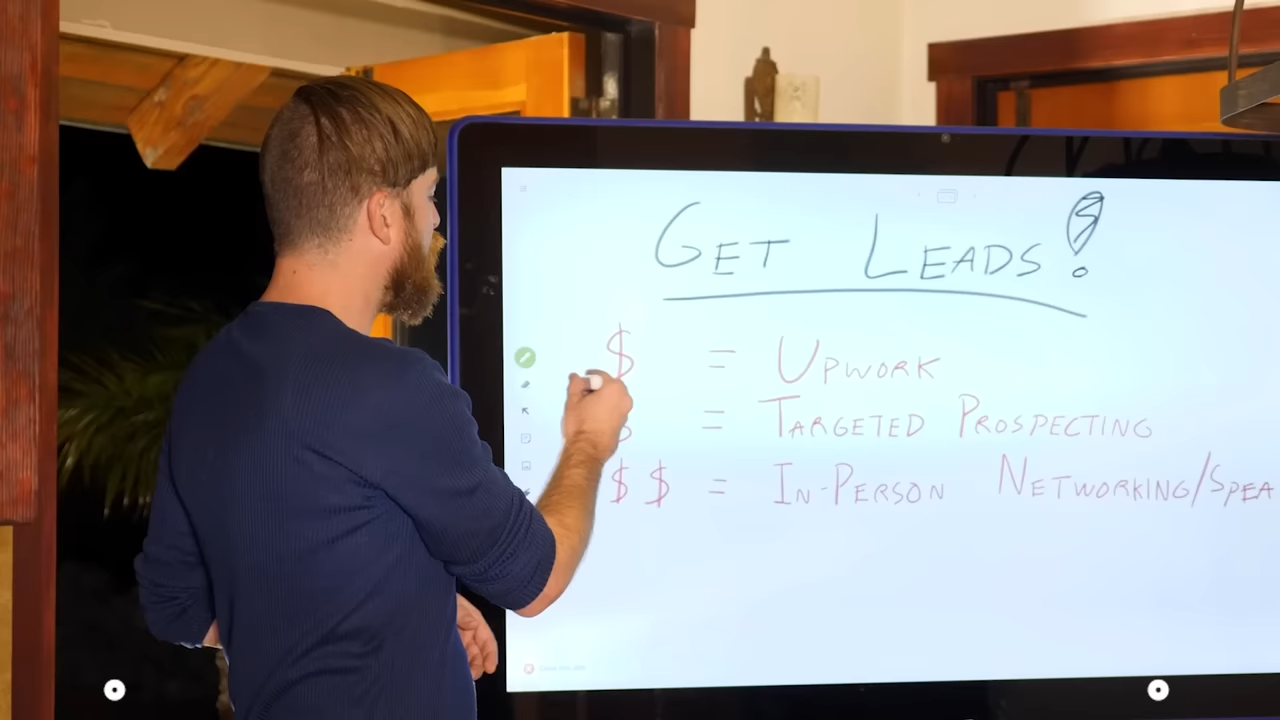 GET LEADS!
$ = UPWORK
$ = TARGETED PROSPECTING
$$ = IN-PERSON NETWORKING/SPEA